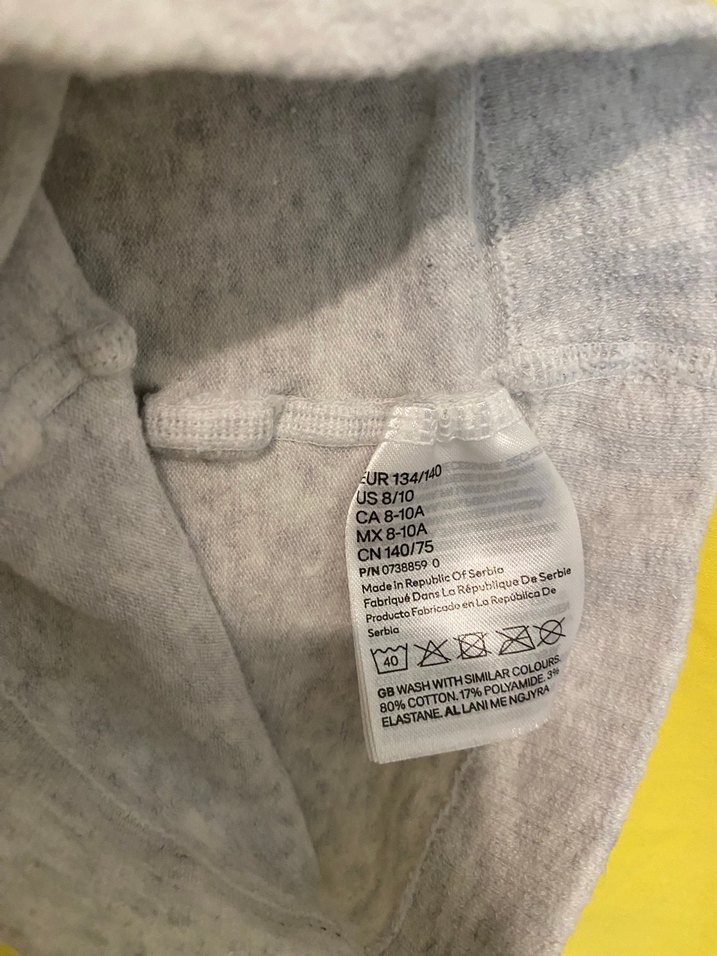 EUR 134/140
US 8/10
CA 8-10A
MX 8-10A
CN 140/75
P/N 0738859 0
Made in Republic Of Serbia
Fabriqué Dans La République De Serbie
Producto Fabricado en La República De
Serbia
40
GB WASH WITH SIMILAR COLOURS.
80% COTTON. 17% POLYAMIDE. 3%
ELASTANE. AL LANI ME NGJYRA